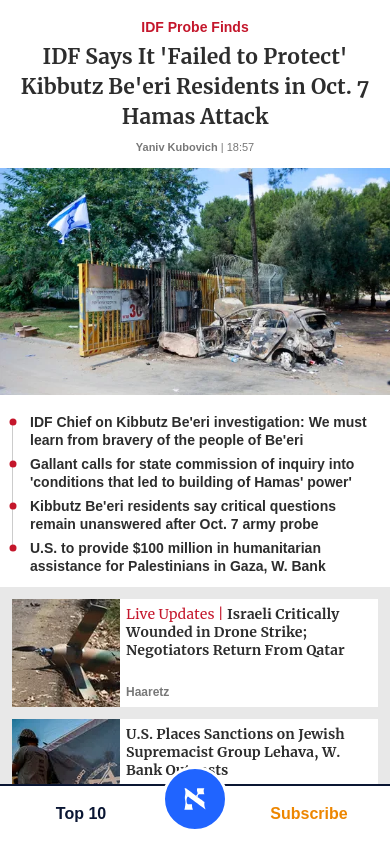 IDF Probe Finds
IDF Says It 'Failed to Protect'
Kibbutz Be'eri Residents in Oct. 7
Hamas Attack
Yaniv Kubovich | 18:57
30
IDF Chief on Kibbutz Be'eri investigation: We must
learn from bravery of the people of Be'eri
Gallant calls for state commission of inquiry into
'conditions that led to building of Hamas' power'
Kibbutz Be'eri residents say critical questions
remain unanswered after Oct. 7 army probe
U.S. to provide $100 million in humanitarian
assistance for Palestinians in Gaza, W. Bank
Live Updates | Israeli Critically
Wounded in Drone Strike;
Negotiators Return From Qatar
Haaretz
U.S. Places Sanctions on Jewish
Supremacist Group Lehava, W.
Bank
Top 10
Subscribe